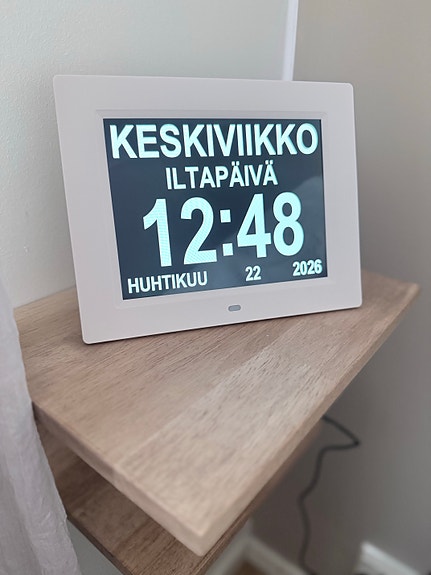 KESKIVIIKKO
ILTAPÄIVÄ
12:48
HUHTIKUU 22 2026